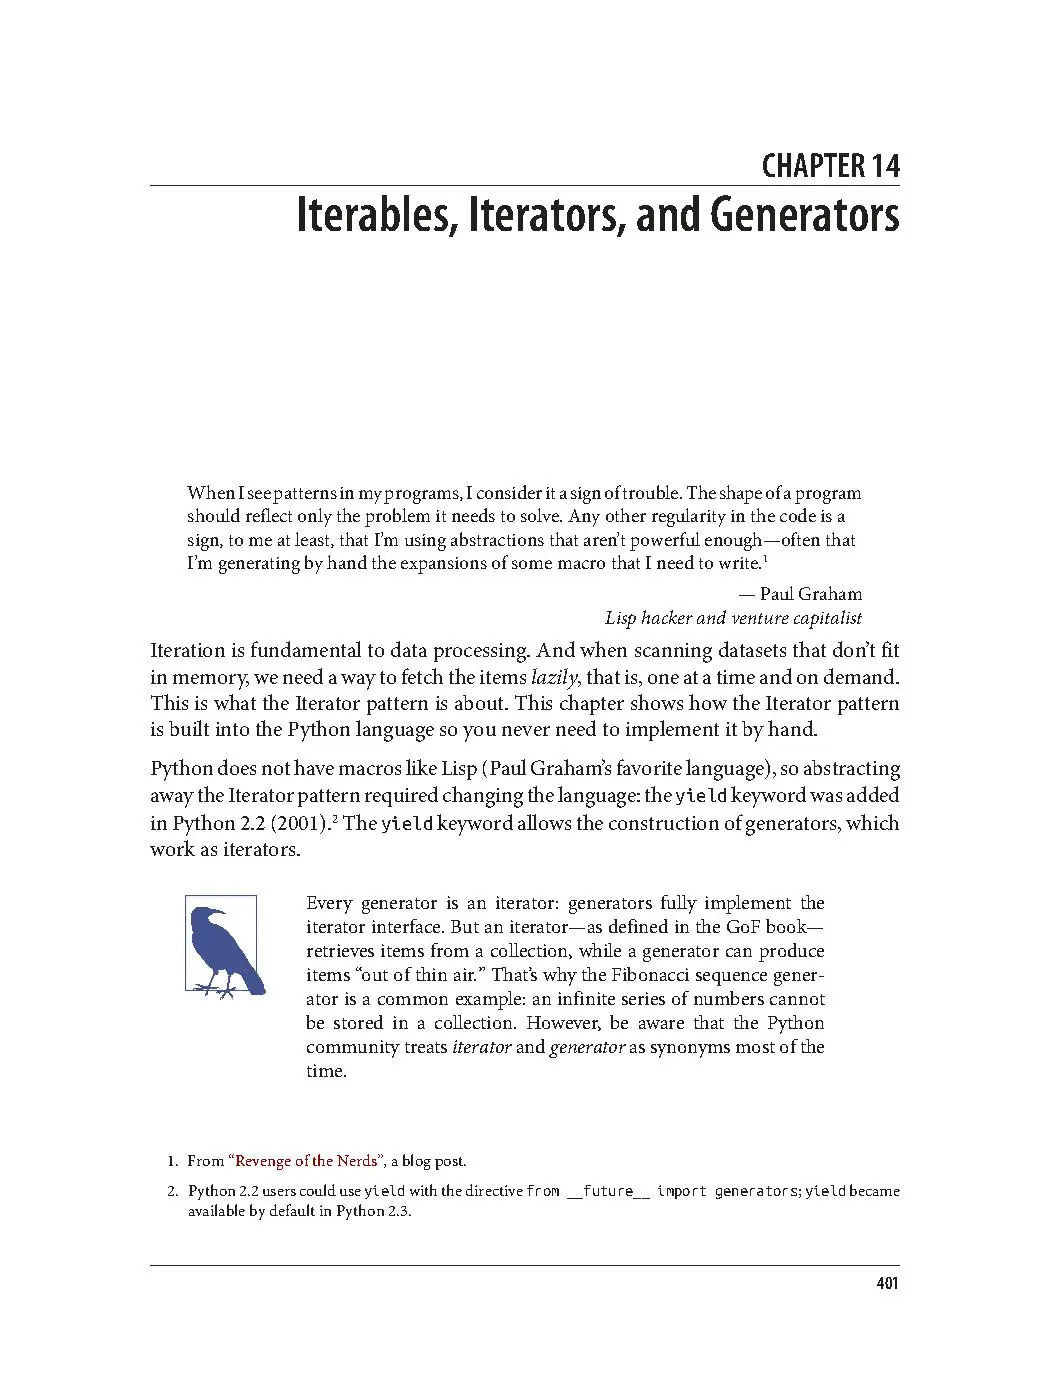 CHAPTER 14
Iterables, Iterators, and Generators
When I see patterns in my programs, I consider it a sign of trouble. The shape of a program
should reflect only the problem it needs to solve. Any other regularity in the code is a
sign, to me at least, that I’m using abstractions that aren’t powerful enough—often that
I’m generating by hand the expansions of some macro that I need to write.1
— Paul Graham
Lisp hacker and venture capitalist
Iteration is fundamental to data processing. And when scanning datasets that don’t fit
in memory, we need a way to fetch the items lazily, that is, one at a time and on demand.
This is what the Iterator pattern is about. This chapter shows how the Iterator pattern
is built into the Python language so you never need to implement it by hand.
Python does not have macros like Lisp (Paul Graham’s favorite language), so abstracting
away the Iterator pattern required changing the language: the yield keyword was added
in Python 2.2 (2001).2 The yield keyword allows the construction of generators, which
work as iterators.
Every generator is an iterator: generators fully implement the
iterator interface. But an iterator—as defined in the GoF book—
retrieves items from a collection, while a generator can produce
items “out of thin air.” That’s why the Fibonacci sequence gener-
ator is a common example: an infinite series of numbers cannot
be stored in a collection. However, be aware that the Python
community treats iterator and generator as synonyms most of the
time.
1. From “Revenge of the Nerds”, a blog post.
2. Python 2.2 users could use yield with the directive from __future__ import generators; yield became
available by default in Python 2.3.
401